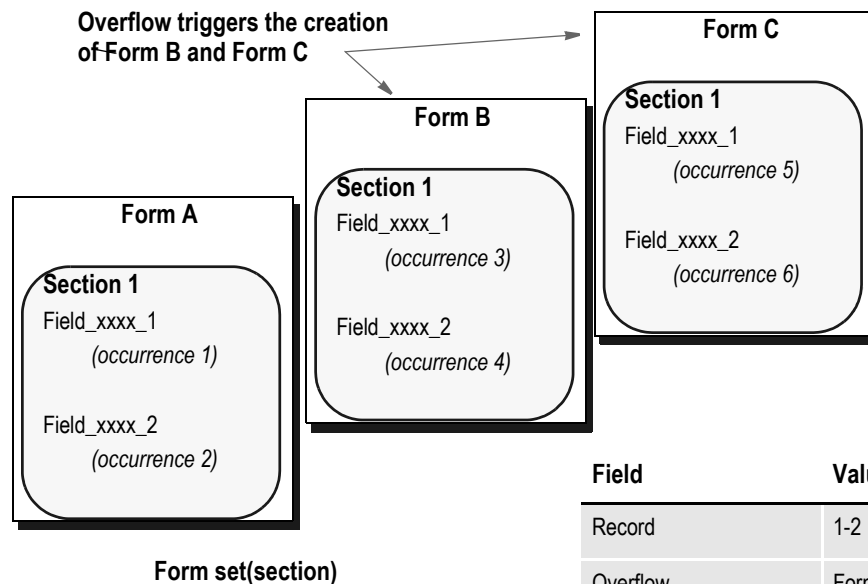 Overflow triggers the creation
of Form B and Form C
Form A
Section 1
Field_xxxx_1
(occurrence 1)
Field_xxxx_2
(occurrence 2)
Form B
Section 1
Field_xxxx_1
(occurrence 3)
Field_xxxx_2
(occurrence 4)
Form C
Section 1
Field_xxxx_1
(occurrence 5)
Field_xxxx_2
(occurrence 6)
Form set(section)
Field
Record 1-2
Overflow